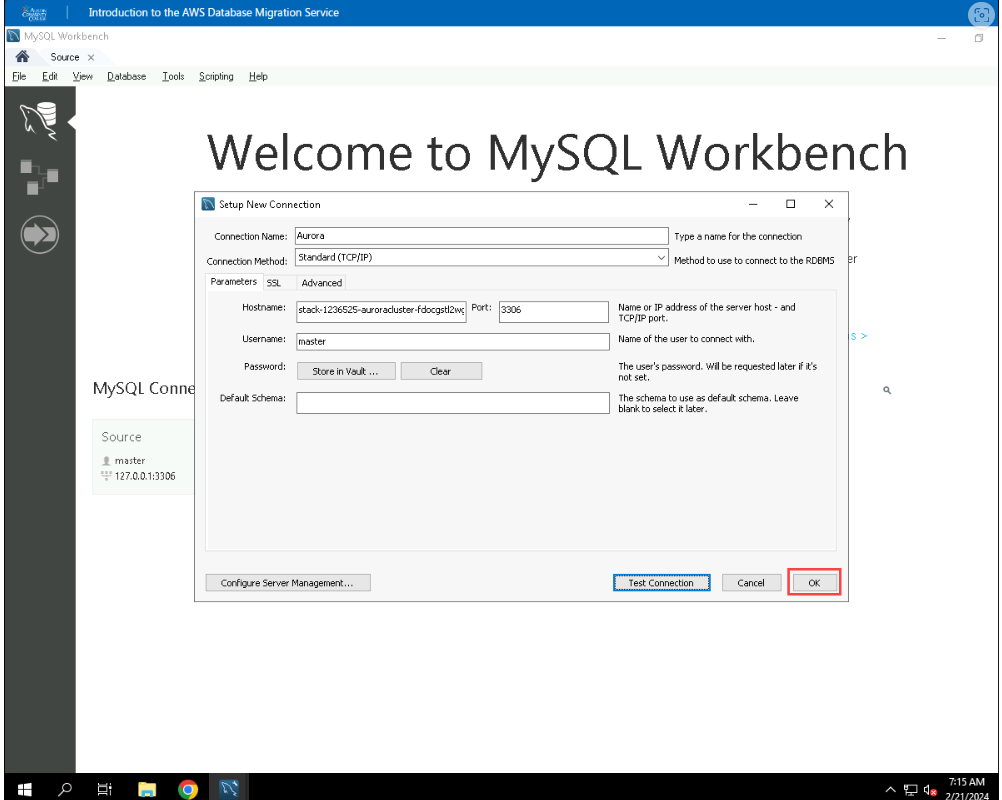 Austin Community College
Introduction to the AWS Database Migration Service
MySQL Workbench
Source
File Edit View Database Tools Scripting Help
Welcome to MySQL Workbench
Setup New Connection
Connection Name: Aurora Type a name for the connection
Connection Method: Standard (TCP/IP) Method to use to connect to the RDBMS
er
Parameters SSL Advanced
Hostname: stack-1236525-auroracluster-fdocgstl2wg Port: 3306 Name or IP address of the server host - and
TCP/IP port.
Username: master Name of the user to connect with.
s >
Password: Store in Vault ... Clear The user's password. Will be requested later if it's
not set.
MySQL Conne
Default Schema: The schema to use as default schema. Leave
blank to select it later.
Source
master
127.0.0.1:3306
Configure Server Management... Test Connection Cancel OK
7:15 AM
2/21/2024